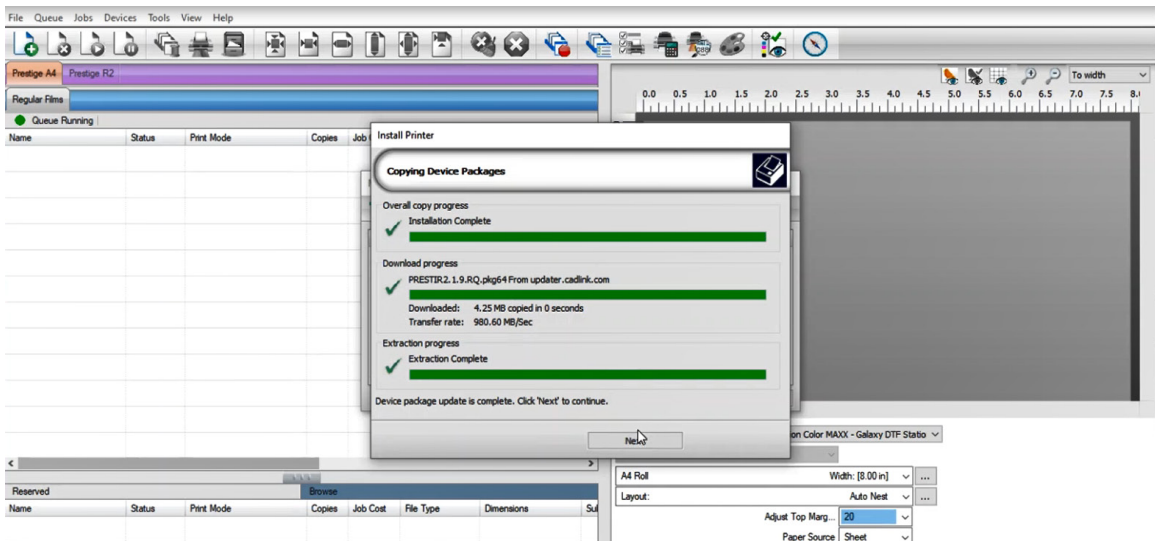 File Queue Jobs Devices Tools View Help
Prestige A4 Prestige R2
To width
Regular Films
0.0 0.5 1.0 1.5 2.0 2.5 3.0 3.5 4.0 4.5 5.0 5.5 6.0 6.5 7.0 7.5 8.
Queue Running
Name Status Print Mode Copies Job
Install Printer
Copying Device Packages
Overall copy progress
Installation Complete
Download progress
PRESTIR2.1.9.RQ.pkg64 From updater.cadlink.com
Downloaded: 4.25 MB copied in 0 seconds
Transfer rate: 980.60 MB/Sec
Extraction progress
Extraction Complete
Device package update is complete. Click 'Next' to continue.
Next
on Color MAXX - Galaxy DTF Statio
A4 Roll Width: [8.00 in] ...
Layout: Auto Nest ...
Adjust Top Marg... 20
Paper Source Sheet
Reserved Browse
Name Status Print Mode Copies Job Cost File Type Dimensions Sul